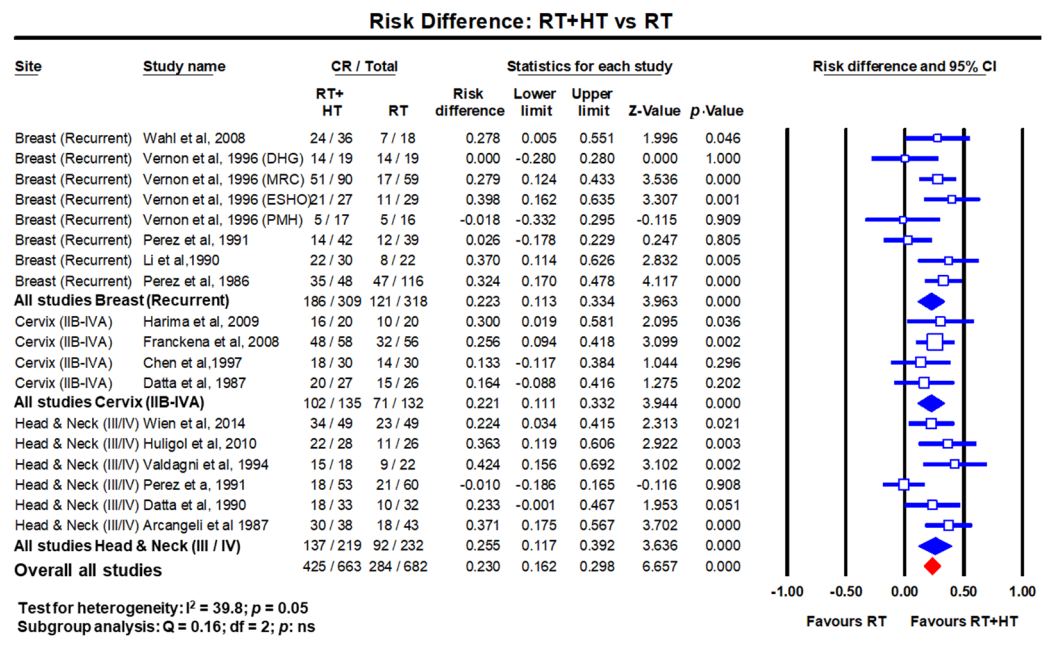 Risk Difference: RT+HT vs RT
Site Study name CR / Total Statistics for each study Risk difference and 95% CI
RT+ HT RT Risk difference Lower limit Upper limit Z-Value p-Value
Breast (Recurrent) Wahl et al, 2008 24 / 36 7 / 18 0.278 0.005 0.551 1.996 0.046
Breast (Recurrent) Vernon et al, 1996 (DHG) 14 / 19 14 / 19 0.000 -0.280 0.280 0.000 1.000
Breast (Recurrent) Vernon et al, 1996 (MRC) 51 / 90 17 / 59 0.279 0.124 0.433 3.536 0.000
Breast (Recurrent) Vernon et al, 1996 (ESHO) 21 / 27 11 / 29 0.398 0.162 0.635 3.307 0.001
Breast (Recurrent) Vernon et al, 1996 (PMH) 5 / 17 5 / 16 -0.018 -0.332 0.295 -0.115 0.909
Breast (Recurrent) Perez et al, 1991 14 / 42 12 / 39 0.026 -0.178 0.229 0.247 0.805
Breast (Recurrent) Li et al,1990 22 / 30 8 / 22 0.370 0.114 0.626 2.832 0.005
Breast (Recurrent) Perez et al, 1986 35 / 48 47 / 116 0.324 0.170 0.478 4.117 0.000
All studies Breast (Recurrent) 186 / 309 121 / 318 0.223 0.113 0.334 3.963 0.000
Cervix (IIB-IVA) Harima et al, 2009 16 / 20 10 / 20 0.300 0.019 0.581 2.095 0.036
Cervix (IIB-IVA) Franckena et al, 2008 48 / 58 32 / 56 0.256 0.094 0.418 3.099 0.002
Cervix (IIB-IVA) Chen et al, 1997 18 / 30 14 / 30 0.133 -0.117 0.384 1.044 0.296
Cervix (IIB-IVA) Datta et al, 1987 20 / 27 15 / 26 0.164 -0.088 0.416 1.275 0.202
All studies Cervix (IIB-IVA) 102 / 135 71 / 132 0.221 0.111 0.332 3.944 0.000
Head & Neck (III/IV) Wien et al, 2014 34 / 49 23 / 49 0.224 0.034 0.415 2.313 0.021
Head & Neck (III/IV) Huligol et al, 2010 22 / 28 11 / 26 0.363 0.119 0.606 2.922 0.003
Head & Neck (III/IV) Valdagni et al, 1994 15 / 18 9 / 22 0.424 0.156 0.692 3.102 0.002
Head & Neck (III/IV) Perez et a, 1991 18 / 53 21 / 60 -0.010 -0.186 0.165 -0.116 0.908
Head & Neck (III/IV) Datta et al, 1990 18 / 33 10 / 32 0.233 -0.001 0.467 1.953 0.051
Head & Neck (III/IV) Arcangeli et al 1987 30 / 38 18 / 43 0.371 0.175 0.567 3.702 0.000
All studies Head & Neck (III / IV) 137 / 219 92 / 232 0.255 0.117 0.392 3.636 0.000
Overall all studies 425 / 663 284 / 682 0.230 0.162 0.298 6.657 0.000
-1.00 -0.50 0.00 0.50 1.00
Favours RT Favours RT+HT
Test for heterogeneity: I² = 39.8; p = 0.05
Subgroup analysis: Q = 0.16; df = 2; p: ns